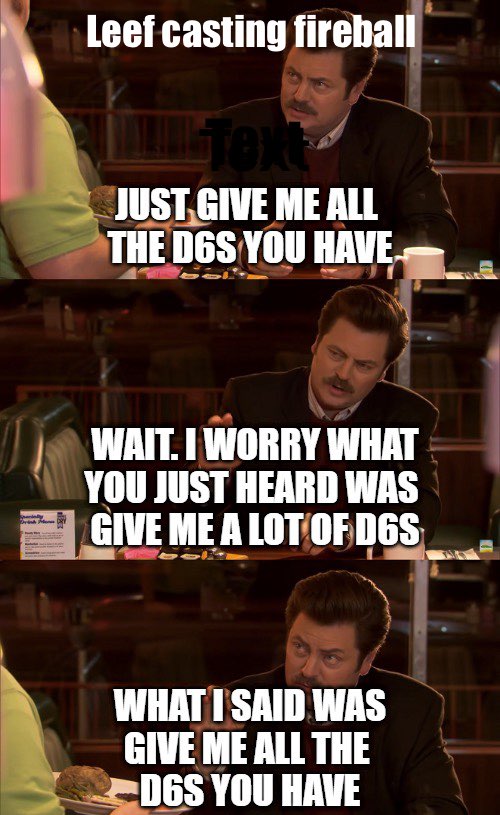 Leef casting fireball
Text
JUST GIVE ME ALL
THE D6S YOU HAVE
WAIT. I WORRY WHAT
YOU JUST HEARD WAS
GIVE ME A LOT OF D6S
WHAT I SAID WAS
GIVE ME ALL THE
D6S YOU HAVE